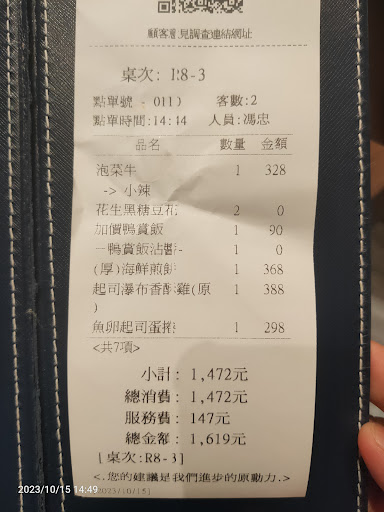 顧客意見調查連結網址
桌次: R8-3
點單號 : 0111 客數:2
點單時間:14:14 人員:馮忠
品名 數量 金額
泡菜牛 1 328
-> 小辣
花生黑糖豆花 2 0
加價鴨賞飯 1 90
-鴨賞飯沾醬- 1 0
(厚)海鮮煎餅 1 368
起司瀑布香酥雞(原 1 388
)
魚卵起司蛋捲 1 298
<共7項>
小計: 1,472元
總消費: 1,472元
服務費: 147元
總金額: 1,619元
[桌次:R8-3]
<.您的建議是我們進步的原動力.>
2023/10/15]
2023/10/15 14:49